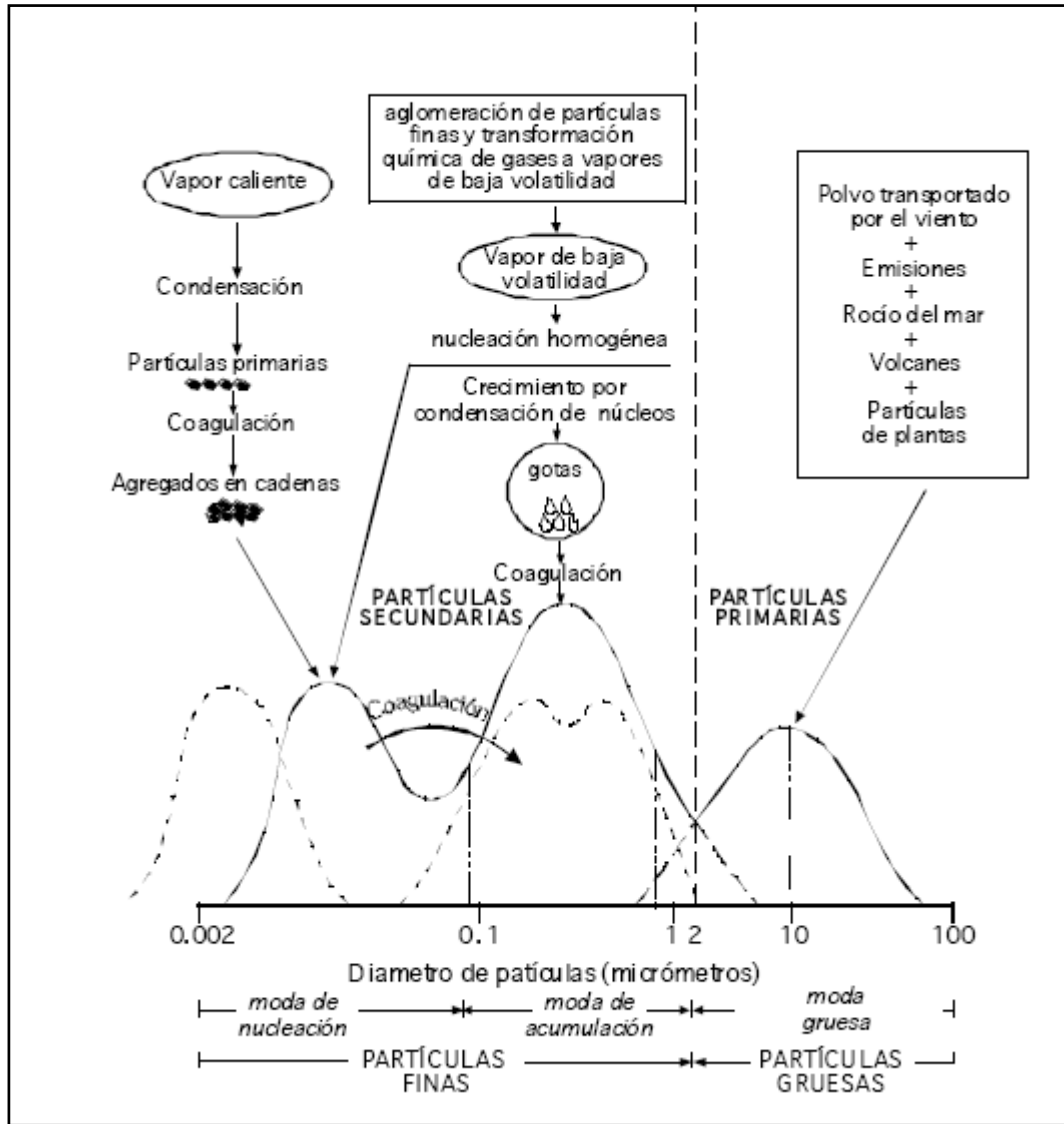 Vapor caliente
Condensación
Partículas primarias
Coagulación
Agregados en cadenas
aglomeración de partículas
finas y transformación
química de gases a vapores
de baja volatilidad
Vapor de baja
volatilidad
nucleación homogénea
Crecimiento por
condensación de núcleos
gotas
Coagulación
Polvo transportado
por el viento
+
Emisiones
+
Rocío del mar
+
Volcanes
+
Partículas
de plantas
PARTÍCULAS
SECUNDARIAS
PARTÍCULAS
PRIMARIAS
Coagulación
0.002
0.1
1
2
10
100
Diametro de patículas (micrómetros)
moda de
nucleación
moda de
acumulación
moda
gruesa
PARTÍCULAS
FINAS
PARTÍCULAS
GRUESAS